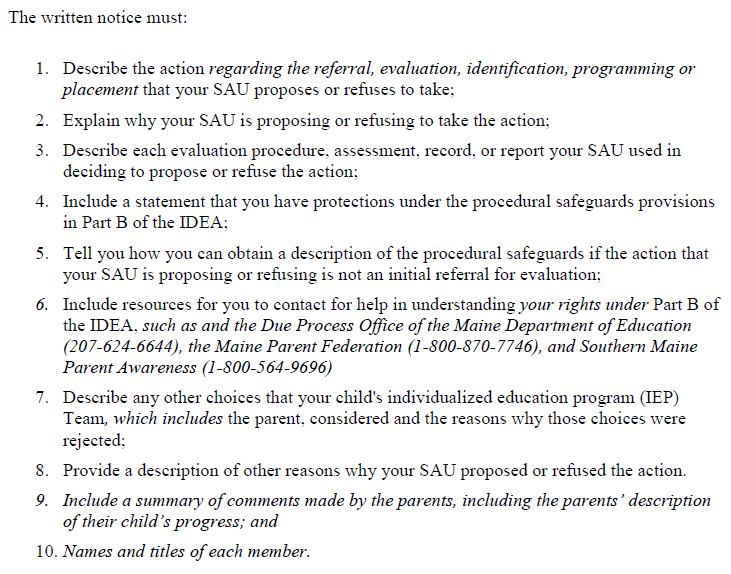 The written notice must:
1. Describe the action regarding the referral, evaluation, identification, programming or
placement that your SAU proposes or refuses to take;
2. Explain why your SAU is proposing or refusing to take the action;
3. Describe each evaluation procedure, assessment, record, or report your SAU used in
deciding to propose or refuse the action;
4. Include a statement that you have protections under the procedural safeguards provisions
in Part B of the IDEA;
5. Tell you how you can obtain a description of the procedural safeguards if the action that
your SAU is proposing or refusing is not an initial referral for evaluation;
6. Include resources for you to contact for help in understanding your rights under Part B of
the IDEA, such as and the Due Process Office of the Maine Department of Education
(207-624-6644), the Maine Parent Federation (1-800-870-7746), and Southern Maine
Parent Awareness (1-800-564-9696)
7. Describe any other choices that your child's individualized education program (IEP)
Team, which includes the parent, considered and the reasons why those choices were
rejected;
8. Provide a description of other reasons why your SAU proposed or refused the action.
9. Include a summary of comments made by the parents, including the parents’ description
of their child’s progress; and
10. Names and titles of each member.